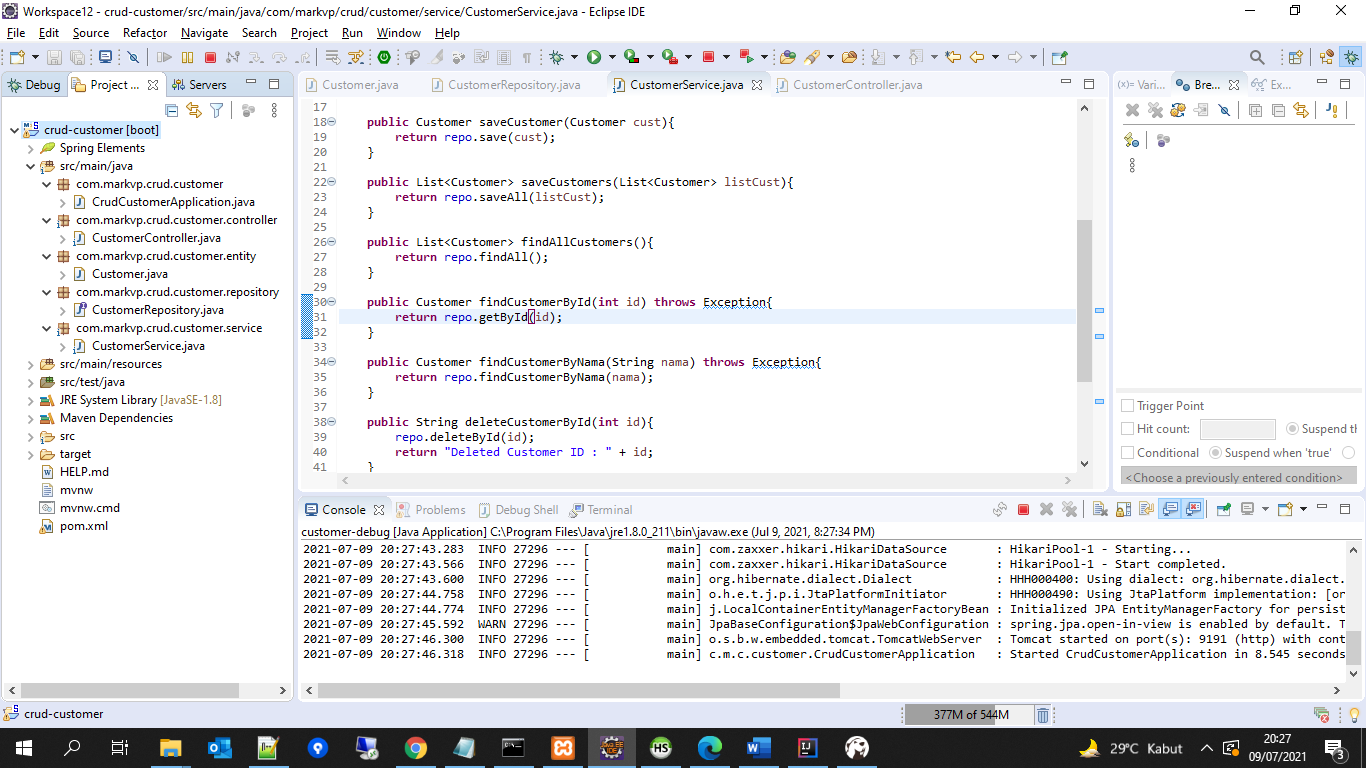 Workspace12 - crud-customer/src/main/java/com/markvp/crud/customer/service/CustomerService.java - Eclipse IDE
File Edit Source Refactor Navigate Search Project Run Window Help
Debug Project ... Servers
crud-customer [boot]
Spring Elements
src/main/java
com.markvp.crud.customer
CrudCustomerApplication.java
com.markvp.crud.customer.controller
CustomerController.java
com.markvp.crud.customer.entity
Customer.java
com.markvp.crud.customer.repository
CustomerRepository.java
com.markvp.crud.customer.service
CustomerService.java
src/main/resources
src/test/java
JRE System Library [JavaSE-1.8]
Maven Dependencies
src
target
HELP.md
mvnw
mvnw.cmd
pom.xml
Customer.java CustomerRepository.java CustomerService.java CustomerController.java
17
18 public Customer saveCustomer(Customer cust){
19 return repo.save(cust);
20 }
21
22 public List<Customer> saveCustomers(List<Customer> listCust){
23 return repo.saveAll(listCust);
24 }
25
26 public List<Customer> findAllCustomers(){
27 return repo.findAll();
28 }
29
30 public Customer findCustomerById(int id) throws Exception{
31 return repo.getById(id);
32 }
33
34 public Customer findCustomerByNama(String nama) throws Exception{
35 return repo.findCustomerByNama(nama);
36 }
37
38 public String deleteCustomerById(int id){
39 repo.deleteById(id);
40 return "Deleted Customer ID : " + id;
41 }
(x)= Vari... Bre... Ex...
Trigger Point
Hit count: Suspend th
Conditional Suspend when 'true'
<Choose a previously entered condition>
Console Problems Debug Shell Terminal
customer-debug [Java Application] C:\Program Files\Java\jre1.8.0_211\bin\javaw.exe (Jul 9, 2021, 8:27:34 PM)
2021-07-09 20:27:43.283 INFO 27296 --- [ main] com.zaxxer.hikari.HikariDataSource : HikariPool-1 - Starting...
2021-07-09 20:27:43.566 INFO 27296 --- [ main] com.zaxxer.hikari.HikariDataSource : HikariPool-1 - Start completed.
2021-07-09 20:27:43.600 INFO 27296 --- [ main] org.hibernate.dialect.Dialect : HHH000400: Using dialect: org.hibernate.dialect.
2021-07-09 20:27:44.758 INFO 27296 --- [ main] o.h.e.t.j.p.i.JtaPlatformInitiator : HHH000490: Using JtaPlatform implementation: [or
2021-07-09 20:27:44.774 INFO 27296 --- [ main] j.LocalContainerEntityManagerFactoryBean : Initialized JPA EntityManagerFactory for persist
2021-07-09 20:27:45.592 WARN 27296 --- [ main] JpaBaseConfiguration$JpaWebConfiguration : spring.jpa.open-in-view is enabled by default. T
2021-07-09 20:27:46.300 INFO 27296 --- [ main] o.s.b.w.embedded.tomcat.TomcatWebServer : Tomcat started on port(s): 9191 (http) with cont
2021-07-09 20:27:46.318 INFO 27296 --- [ main] c.m.c.customer.CrudCustomerApplication : Started CrudCustomerApplication in 8.545 seconds
crud-customer
377M of 544M
29°C Kabut
20:27
09/07/2021
3